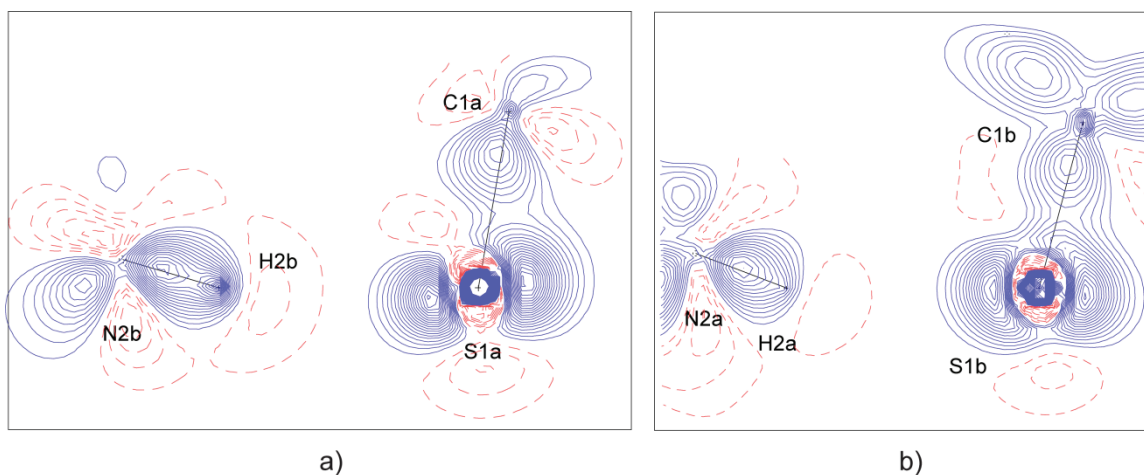 C1a
H2b
N2b
S1a
a)
C1b
N2a
H2a
S1b
b)